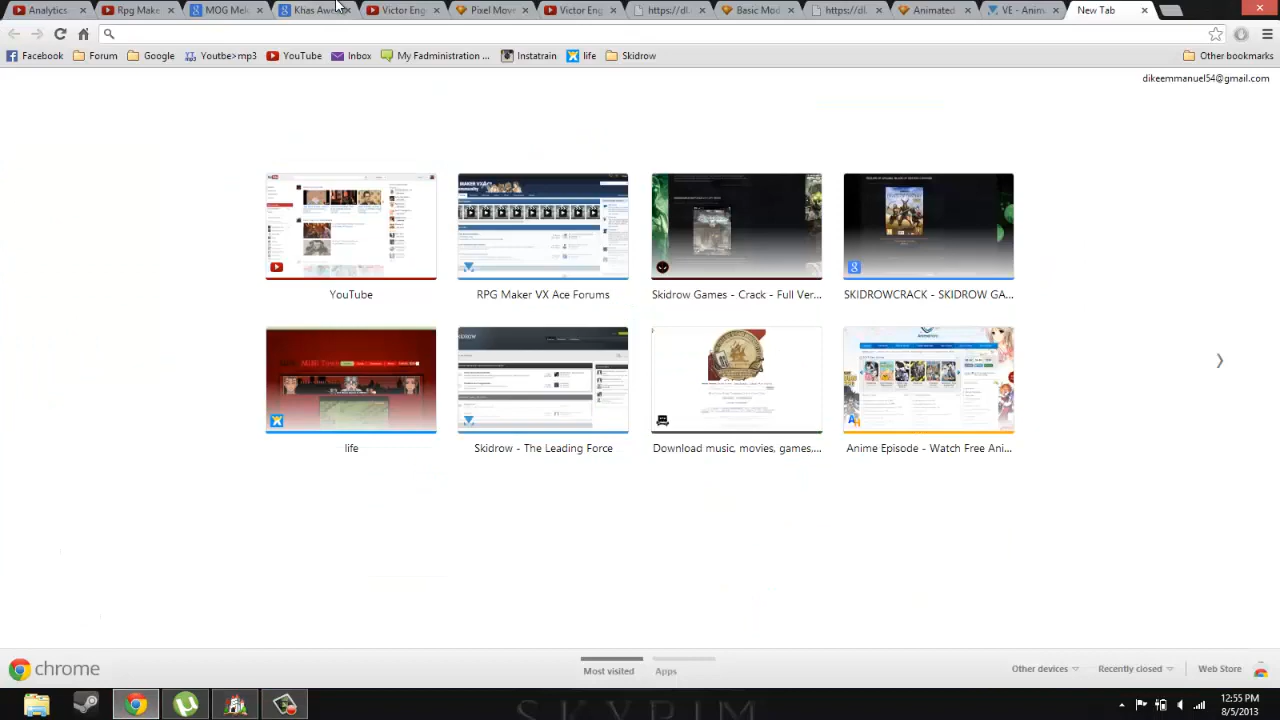 Analytics
Rpg Make
MOG Mel
Khas Awe
Victor Eng
Pixel Move
Victor Eng
https://dl.
Basic Mod
https://dl.
Animated
VE - Anim
New Tab
Facebook
Forum
Google
Youtbe>mp3
YouTube
Inbox
My Fadministration ...
Instatrain
life
Skidrow
Other bookmarks
dikeemmanuel54@gmail.com
YouTube
RPG Maker VX Ace Forums
Skidrow Games - Crack - Full Ver...
SKIDROWCRACK - SKIDROW GA...
life
Skidrow - The Leading Force
Download music, movies, games,...
Anime Episode - Watch Free Ani...
chrome
Most visited
Apps
Other devices
Recently closed
Web Store
SKYRIM
12:55 PM
8/5/2013